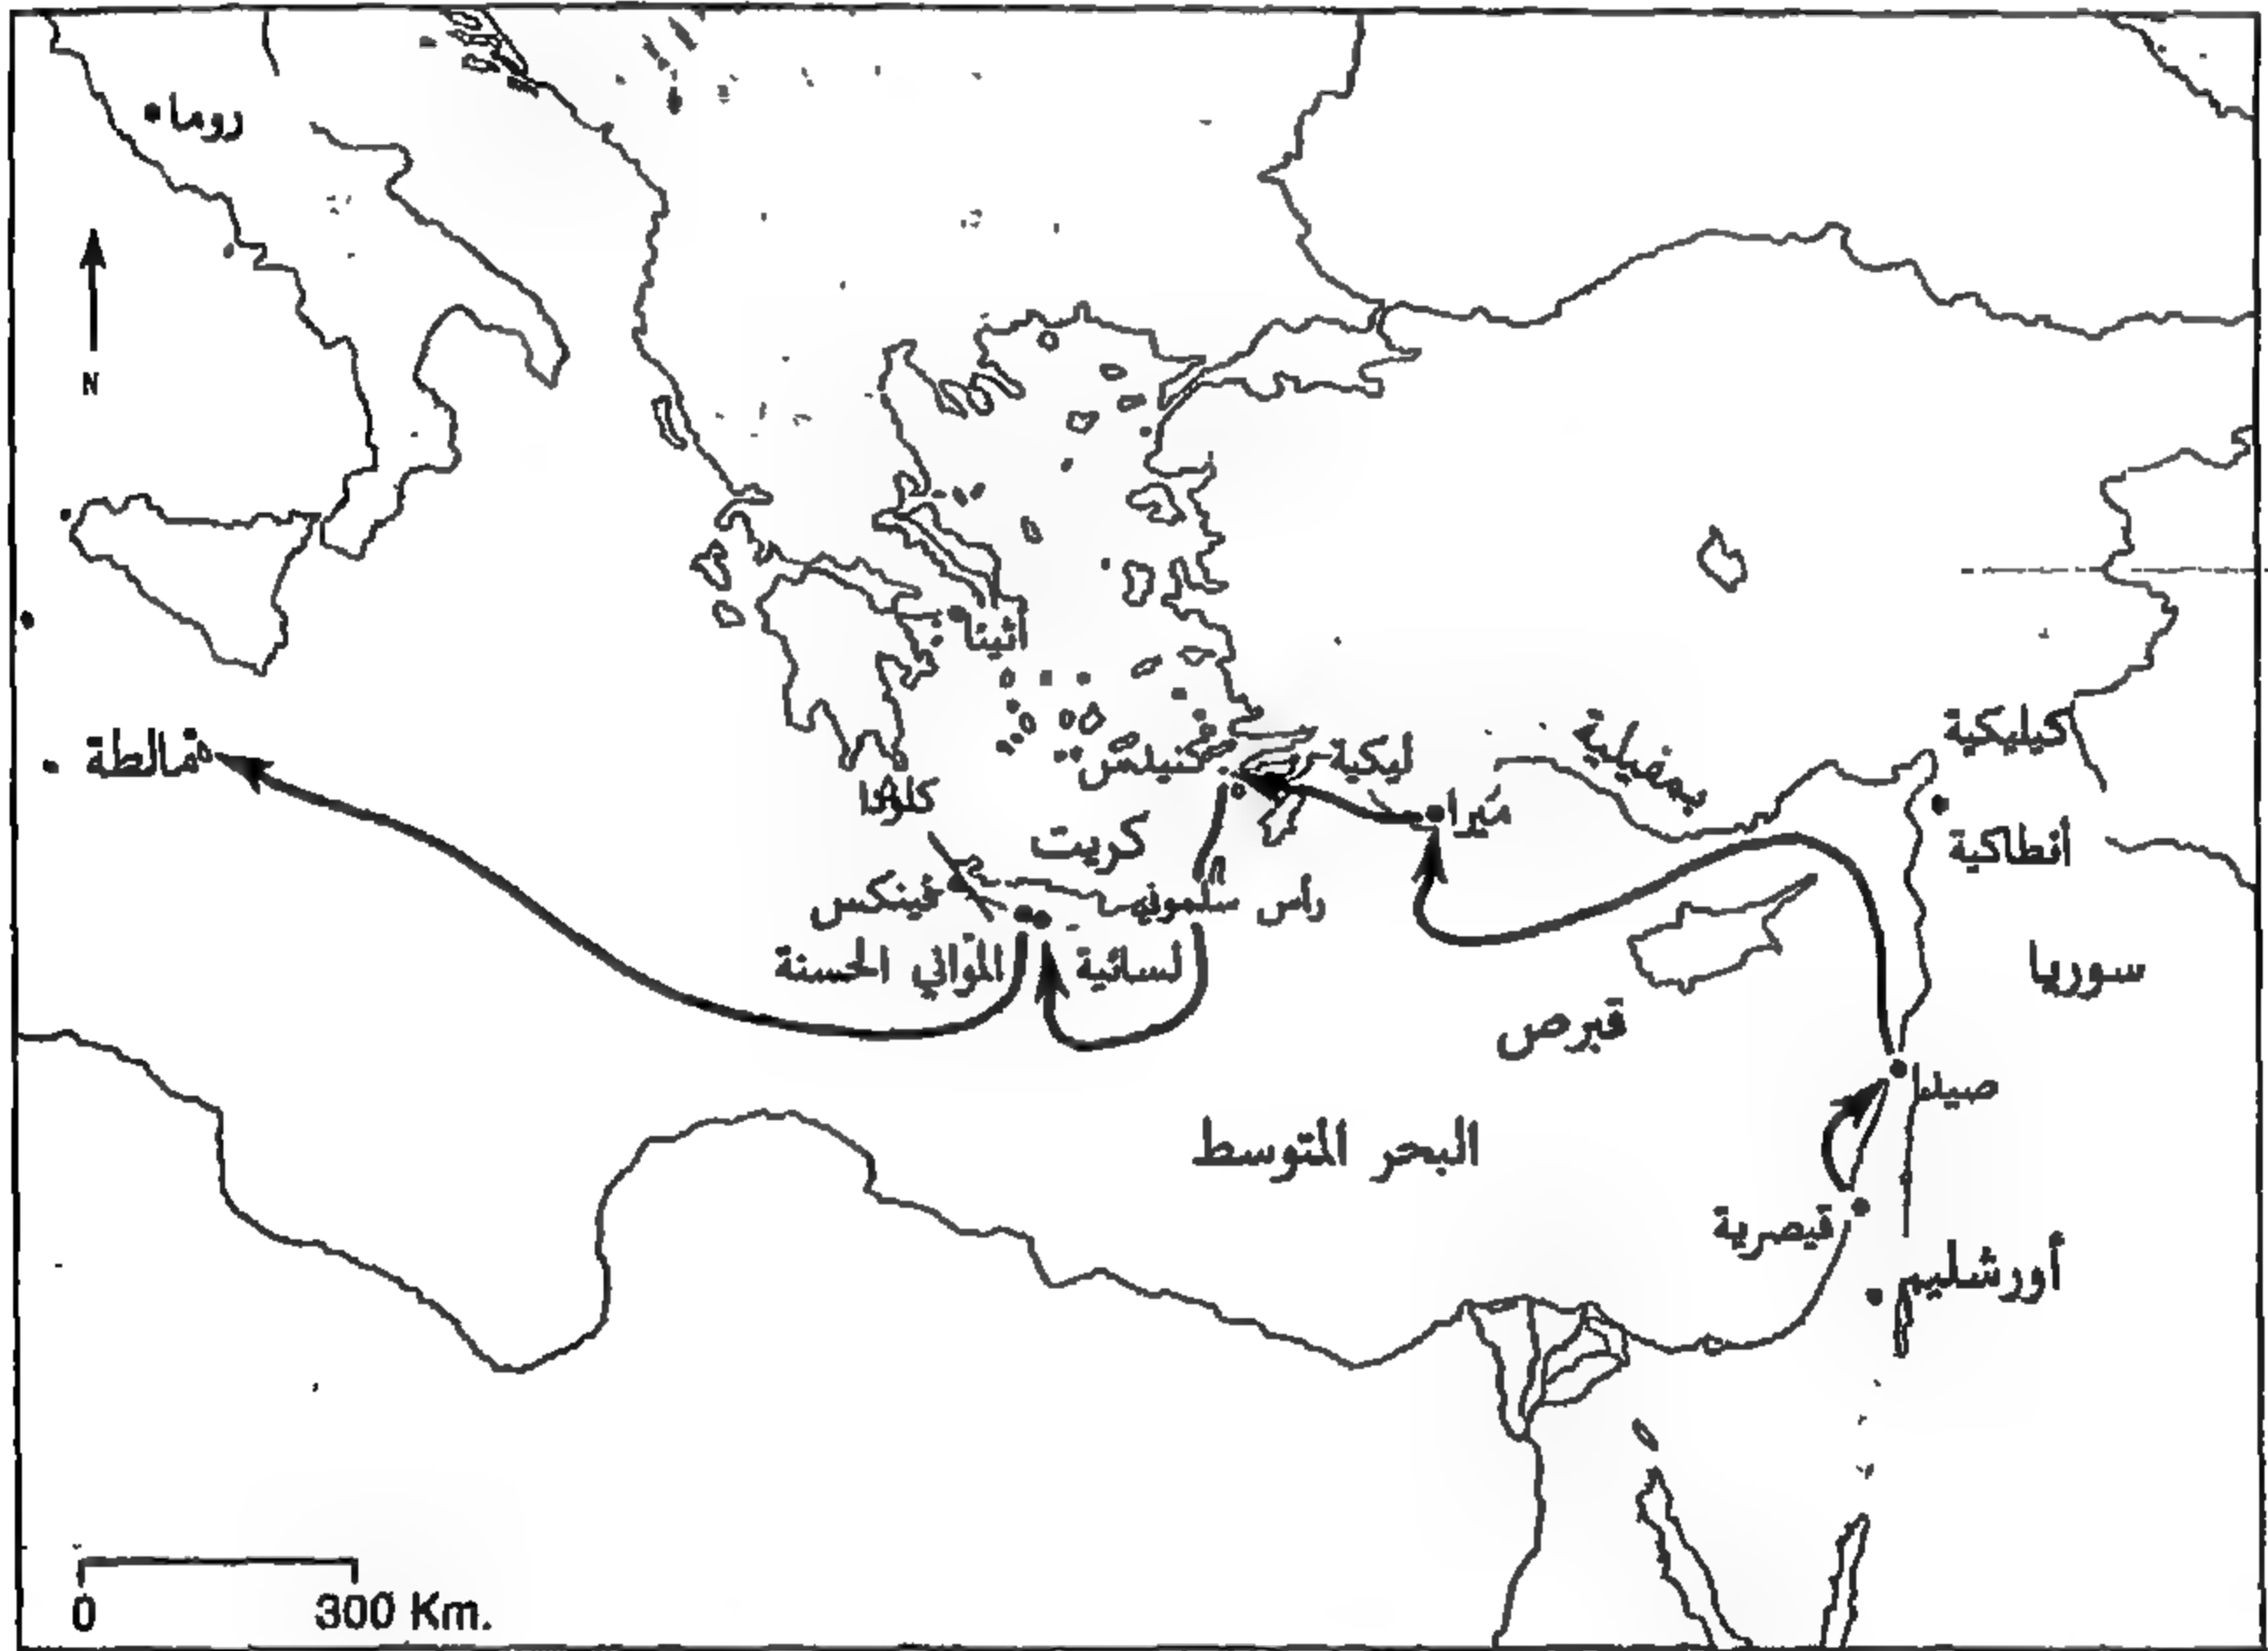 روما
N
أثينا
مالطة
كنيدس
ليكية
بمفيلية
كيليكية
ميرا
كلودا
كريت
أنطاكية
فينكس
راس سلموني
المواني الحسنة
لسائية
سوريا
قبرص
صيدا
البحر المتوسط
قيصرية
أورشليم
0
300 Km.